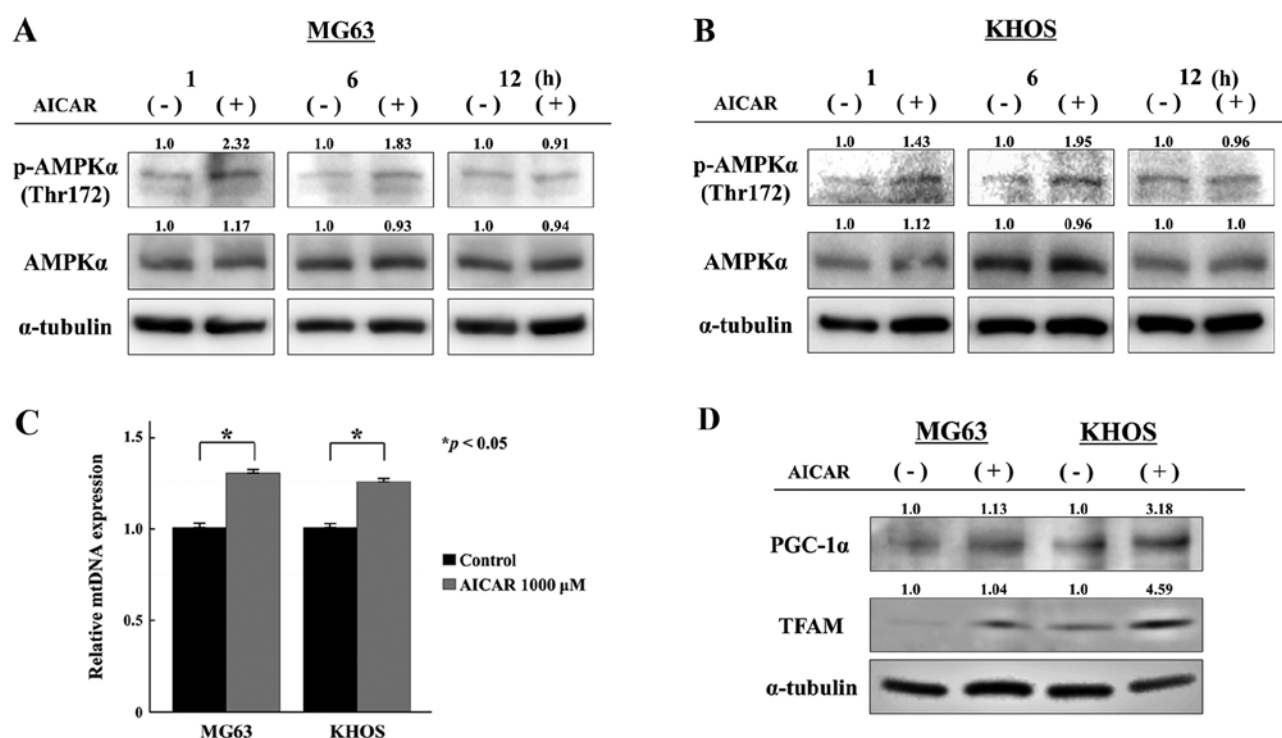 A
MG63
1 6 12 (h)
AICAR (-) (+) (-) (+) (-) (+)
1.0 2.32 1.0 1.83 1.0 0.91
p-AMPKα
(Thr172)
1.0 1.17 1.0 0.93 1.0 0.94
AMPKα
α-tubulin
B
KHOS
1 6 12 (h)
AICAR (-) (+) (-) (+) (-) (+)
1.0 1.43 1.0 1.95 1.0 0.96
p-AMPKα
(Thr172)
1.0 1.12 1.0 0.96 1.0 1.0
AMPKα
α-tubulin
C
Relative mtDNA expression
1.5
1.0
0.5
0
* *
*p < 0.05
Control
AICAR 1000 μM
MG63 KHOS
D
MG63 KHOS
AICAR (-) (+) (-) (+)
1.0 1.13 1.0 3.18
PGC-1α
1.0 1.04 1.0 4.59
TFAM
α-tubulin